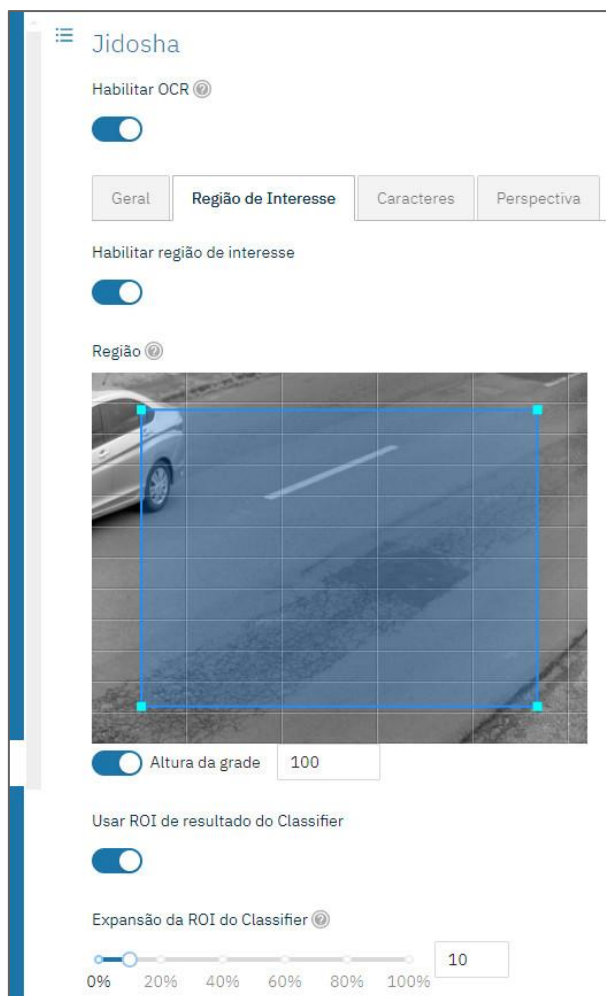 Jidosha
Habilitar OCR
Geral Região de Interesse Caracteres Perspectiva
Habilitar região de interesse
Região
Altura da grade 100
Usar ROI de resultado do Classifier
Expansão da ROI do Classifier
10
0% 20% 40% 60% 80% 100%